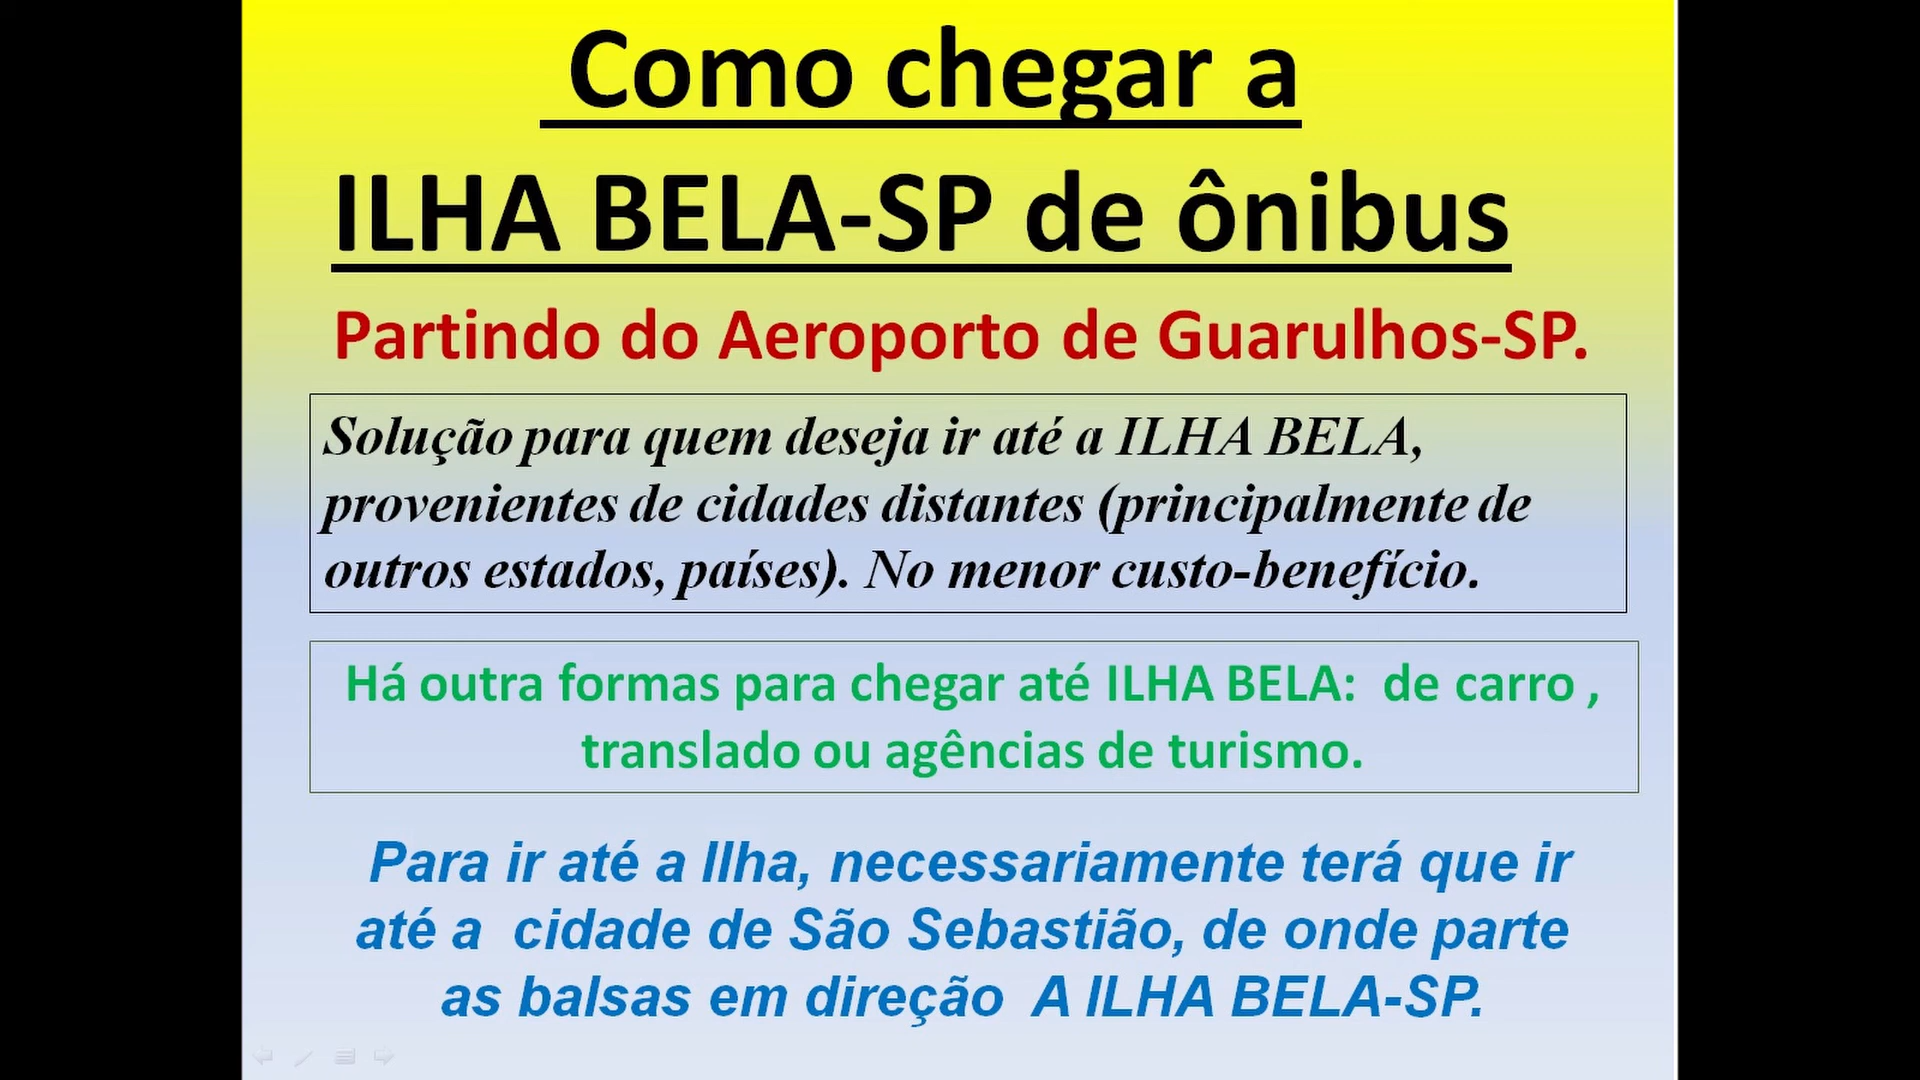 Como chegar a
ILHA BELA-SP de ônibus
Partindo do Aeroporto de Guarulhos-SP.
Solução para quem deseja ir até a ILHA BELA,
provenientes de cidades distantes (principalmente de
outros estados, países). No menor custo-benefício.
Há outra formas para chegar até ILHA BELA:  de carro ,
translado ou agências de turismo.
Para ir até a Ilha, necessariamente terá que ir
até a  cidade de São Sebastião, de onde parte
as balsas em direção  A ILHA BELA-SP.